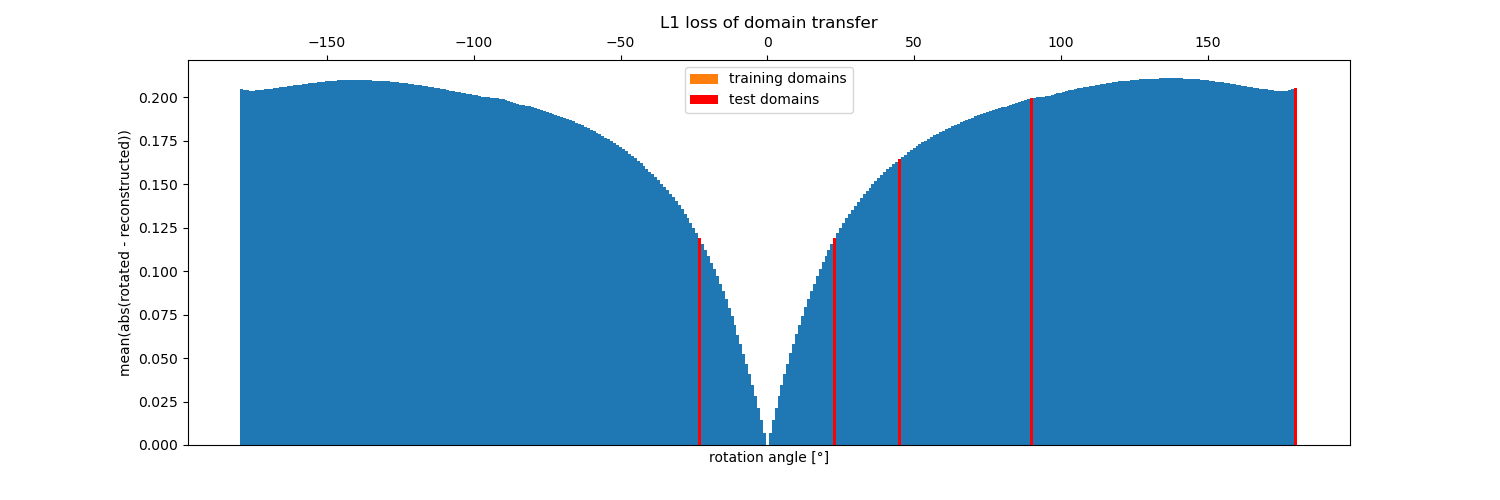 L1 loss of domain transfer
−150 −100 −50 0 50 100 150
training domains
test domains
0.200
0.175
0.150
0.125
0.100
0.075
0.050
0.025
0.000
mean(abs(rotated - reconstructed))
rotation angle [°]